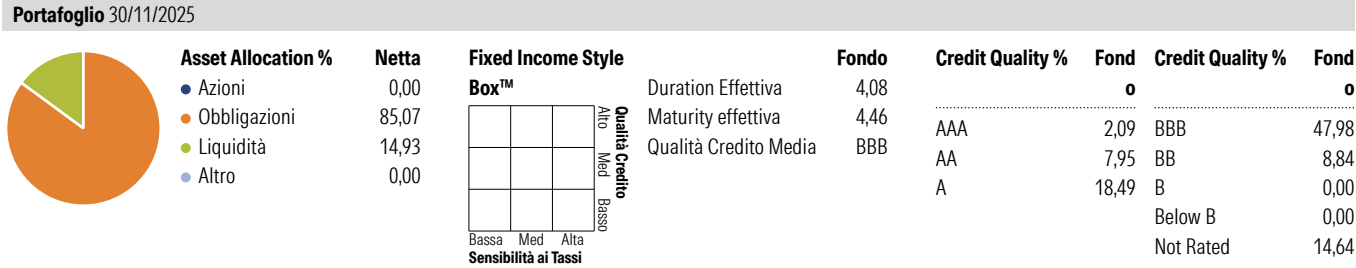 Portafoglio 30/11/2025
Asset Allocation % Netta
Azioni 0,00
Obbligazioni 85,07
Liquidità 14,93
Altro 0,00
Fixed Income Style
Box™
Alto Med Basso
Qualità Credito
Bassa Med Alta
Sensibilità ai Tassi
Fondo
Duration Effettiva 4,08
Maturity effettiva 4,46
Qualità Credito Media BBB
Credit Quality % Fond
o
AAA 2,09
AA 7,95
A 18,49
Credit Quality % Fond
o
BBB 47,98
BB 8,84
B 0,00
Below B 0,00
Not Rated 14,64